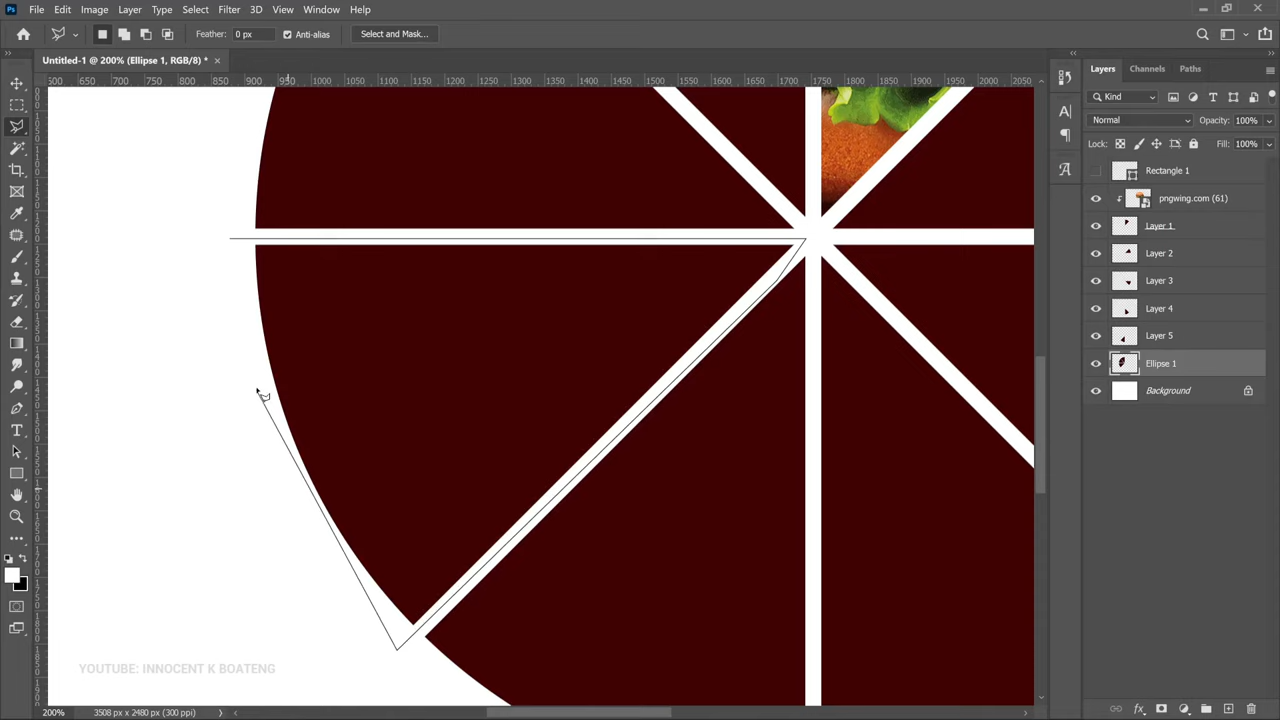 Ps File Edit Image Layer Type Select Filter 3D View Window Help
Feather: 0 px Anti-alias Select and Mask...
Untitled-1 @ 200% (Ellipse 1, RGB/8) * ×
600 650 700 750 800 850 900 950 1000 1050 1100 1150 1200 1250 1300 1350 1400 1450 1500 1550 1600 1650 1700 1750 1800 1850 1900 1950 2000 2050
Layers Channels Paths
Kind
Normal Opacity: 100%
Lock: Fill: 100%
Rectangle 1
pngwing.com (61)
Layer 1
Layer 2
Layer 3
Layer 4
Layer 5
Ellipse 1
Background
YOUTUBE: INNOCENT K BOATENG
200% 3508 px x 2480 px (300 ppi)